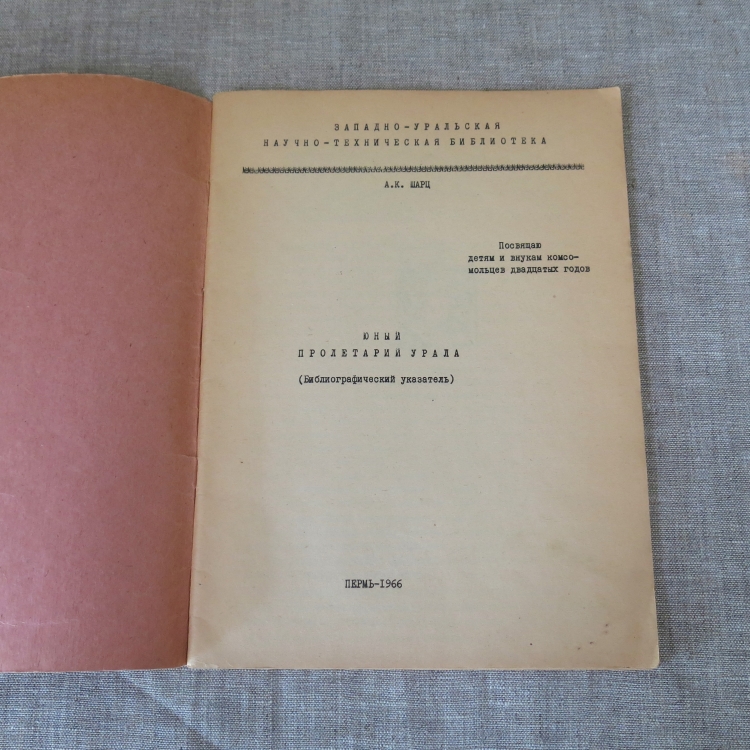 ЗАПАДНО-УРАЛЬСКАЯ
НАУЧНО-ТЕХНИЧЕСКАЯ БИБЛИОТЕКА
А.К. ШАРЦ
Посвящаю
детям и внукам комсо-
мольцев двадцатых годов
ЮНЫЙ
ПРОЛЕТАРИЙ УРАЛА
(Библиографический указатель)
ПЕРМЬ-1966